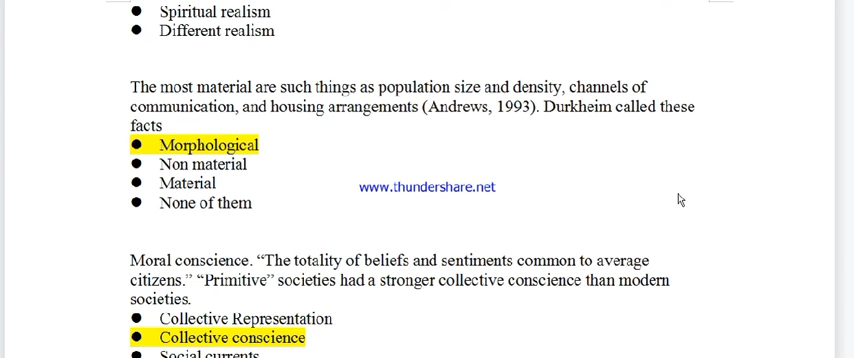 ● Spiritual realism
● Different realism
The most material are such things as population size and density, channels of
communication, and housing arrangements (Andrews, 1993). Durkheim called these
facts
● Morphological
● Non material
● Material
● None of them
www.thundershare.net
Moral conscience. “The totality of beliefs and sentiments common to average
citizens.” “Primitive” societies had a stronger collective conscience than modern
societies.
● Collective Representation
● Collective conscience
● Social currents